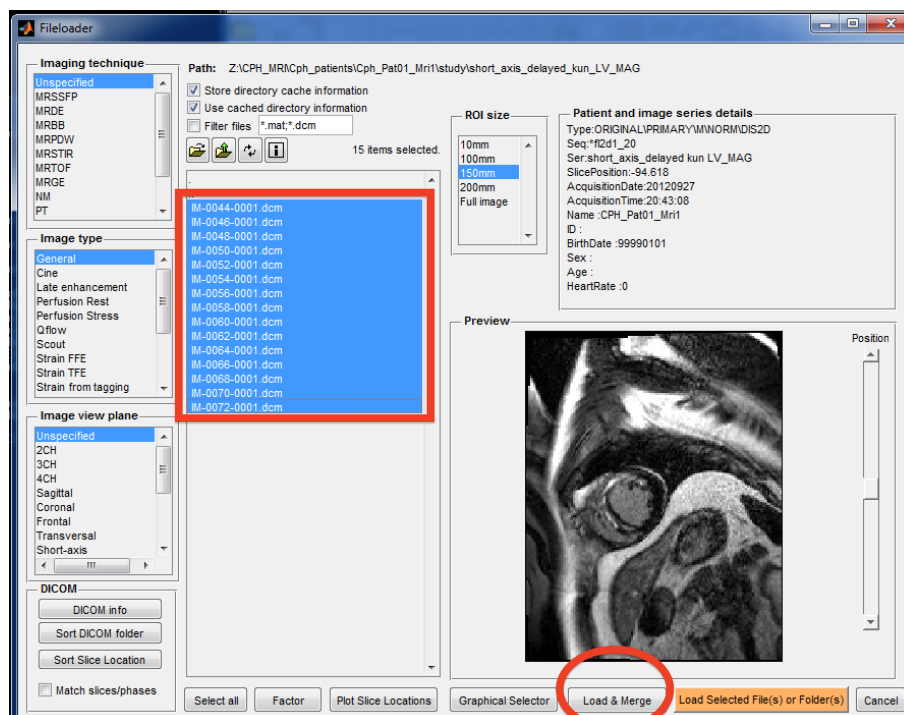 Fileloader
Imaging technique
Unspecified
MRSSFP
MRDE
MRBB
MRPDW
MRSTIR
MRTOF
MRGE
NM
PT
Image type
General
Cine
Late enhancement
Perfusion Rest
Perfusion Stress
Qflow
Scout
Strain FFE
Strain TFE
Strain from tagging
Image view plane
Unspecified
2CH
3CH
4CH
Sagittal
Coronal
Frontal
Transversal
Short-axis
DICOM
DICOM info
Sort DICOM folder
Sort Slice Location
Match slices/phases
Path: Z:\CPH_MRI\Cph_patients\Cph_Pat01_Mri1\study\short_axis_delayed_kun_LV_MAG
Store directory cache information
Use cached directory information
Filter files *.mat;*.dcm
15 items selected.
.
..
IM-0044-0001.dcm
IM-0046-0001.dcm
IM-0048-0001.dcm
IM-0050-0001.dcm
IM-0052-0001.dcm
IM-0054-0001.dcm
IM-0056-0001.dcm
IM-0058-0001.dcm
IM-0060-0001.dcm
IM-0062-0001.dcm
IM-0064-0001.dcm
IM-0066-0001.dcm
IM-0068-0001.dcm
IM-0070-0001.dcm
IM-0072-0001.dcm
ROI size
10mm
100mm
150mm
200mm
Full image
Patient and image series details
Type:ORIGINAL\PRIMARY\M\NORM\DIS2D
Seq:*fl2d1_20
Ser:short_axis_delayed kun LV_MAG
SlicePosition:-94.618
AcquisitionDate:20120927
AcquisitionTime:20:43:08
Name :CPH_Pat01_Mri1
ID :
BirthDate :99990101
Sex :
Age :
HeartRate :0
Preview
Position
Select all
Factor
Plot Slice Locations
Graphical Selector
Load & Merge
Load Selected File(s) or Folder(s)
Cancel